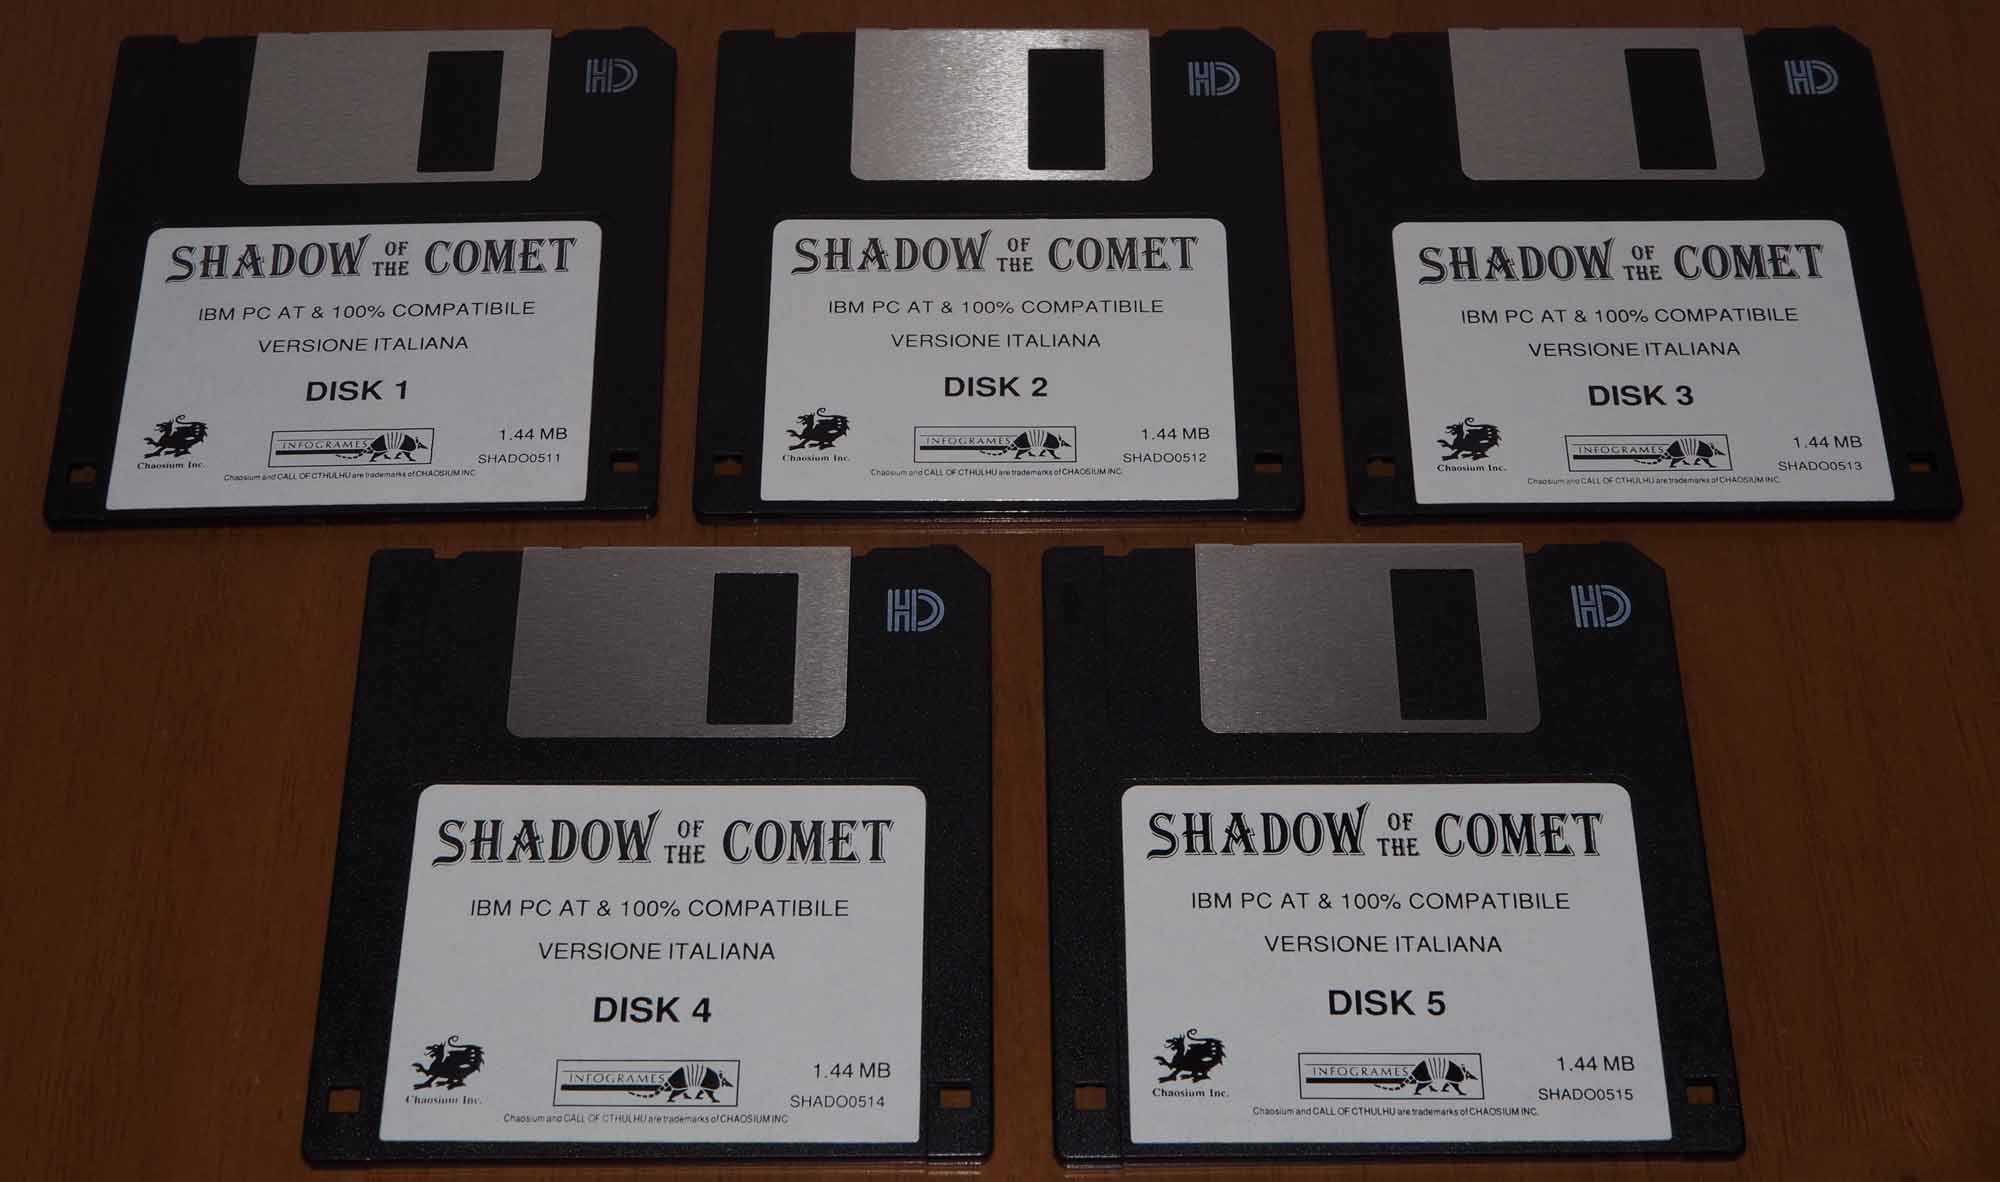 HD
SHADOW OF THE COMET
IBM PC AT & 100% COMPATIBILE
VERSIONE ITALIANA
DISK 1
Chaosium Inc.
INFOGRAMES
1.44 MB
SHADO0511
Chaosium and CALL OF CTHULHU are trademarks of CHAOSIUM INC
HD
SHADOW OF THE COMET
IBM PC AT & 100% COMPATIBILE
VERSIONE ITALIANA
DISK 2
Chaosium Inc.
INFOGRAMES
1.44 MB
SHADO0512
Chaosium and CALL OF CTHULHU are trademarks of CHAOSIUM INC
HD
SHADOW OF THE COMET
IBM PC AT & 100% COMPATIBILE
VERSIONE ITALIANA
DISK 3
Chaosium Inc.
INFOGRAMES
1.44 MB
SHADO0513
Chaosium and CALL OF CTHULHU are trademarks of CHAOSIUM INC.
HD
SHADOW OF THE COMET
IBM PC AT & 100% COMPATIBILE
VERSIONE ITALIANA
DISK 4
Chaosium Inc.
INFOGRAMES
1.44 MB
SHADO0514
Chaosium and CALL OF CTHULHU are trademarks of CHAOSIUM INC
HD
SHADOW OF THE COMET
IBM PC AT & 100% COMPATIBILE
VERSIONE ITALIANA
DISK 5
Chaosium Inc.
INFOGRAMES
1.44 MB
SHADO0515
Chaosium and CALL OF CTHULHU are trademarks of CHAOSIUM INC.